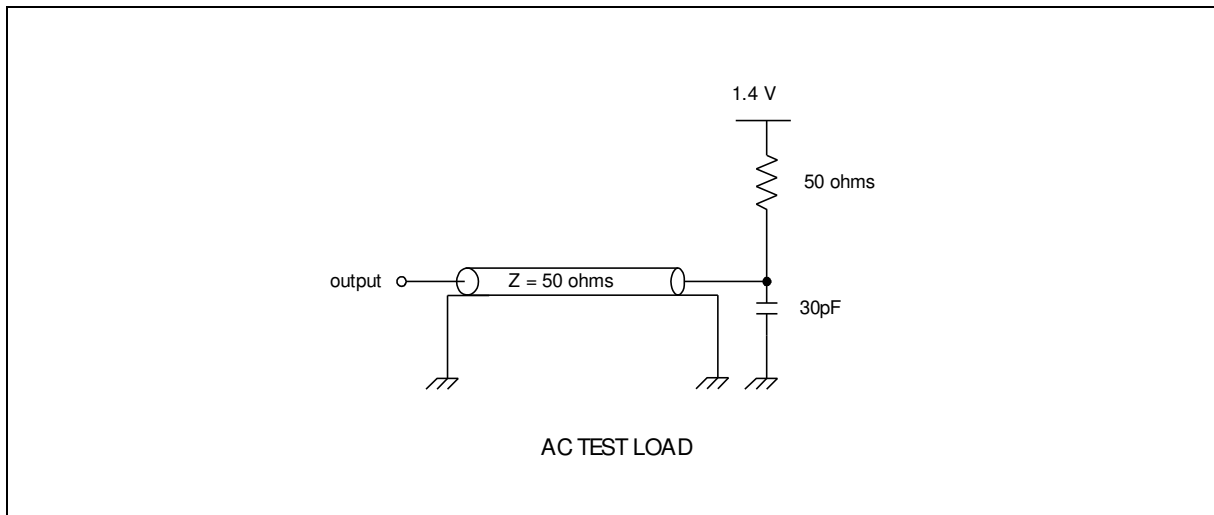 1.4 V
50 ohms
output
Z = 50 ohms
30pF
AC TEST LOAD